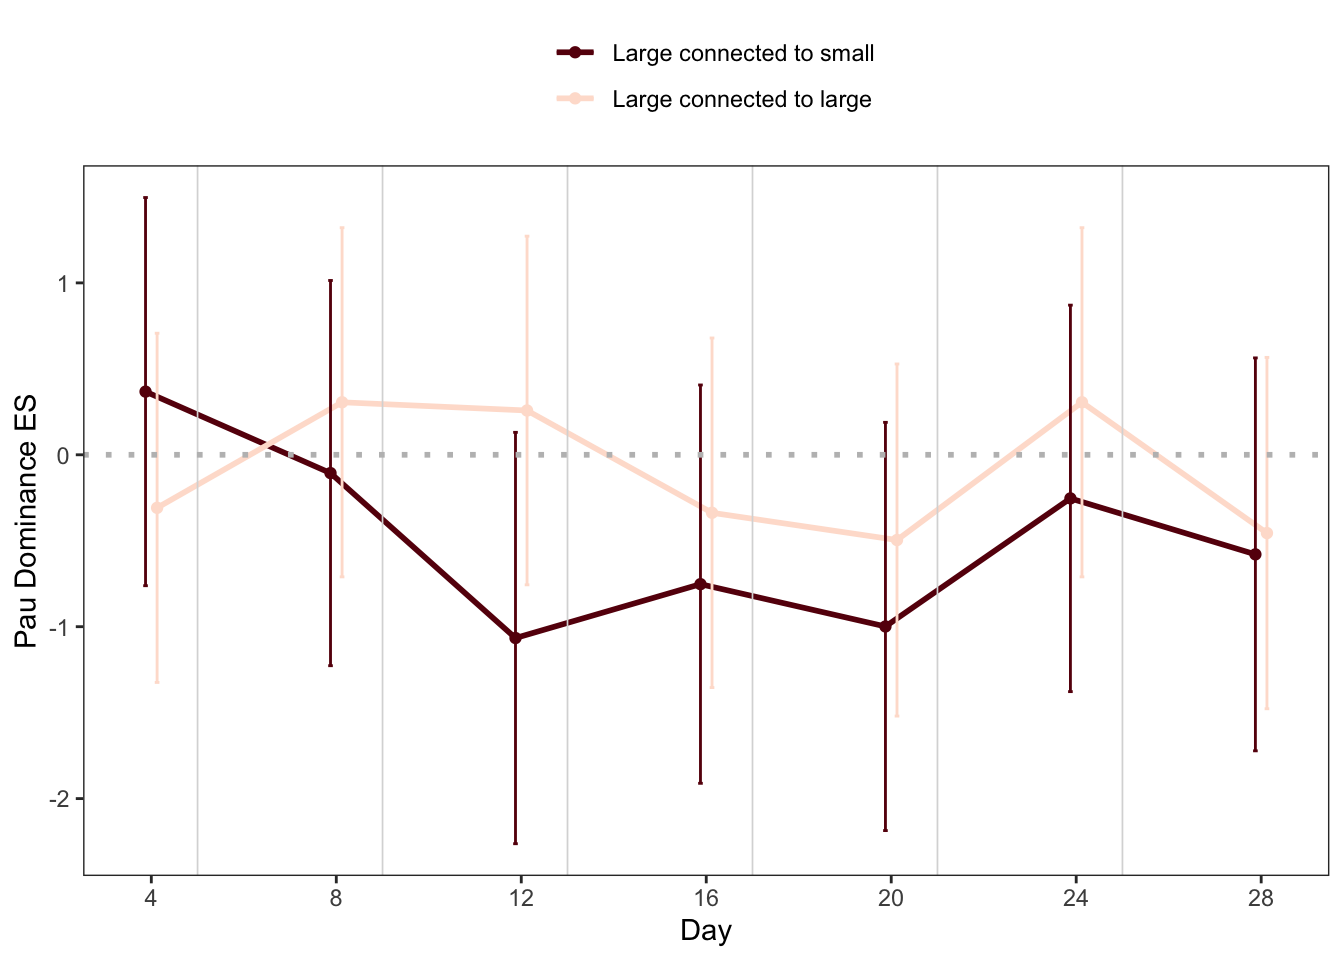 Large connected to small
Large connected to large
Pau Dominance ES
1
0
-1
-2
4 8 12 16 20 24 28
Day